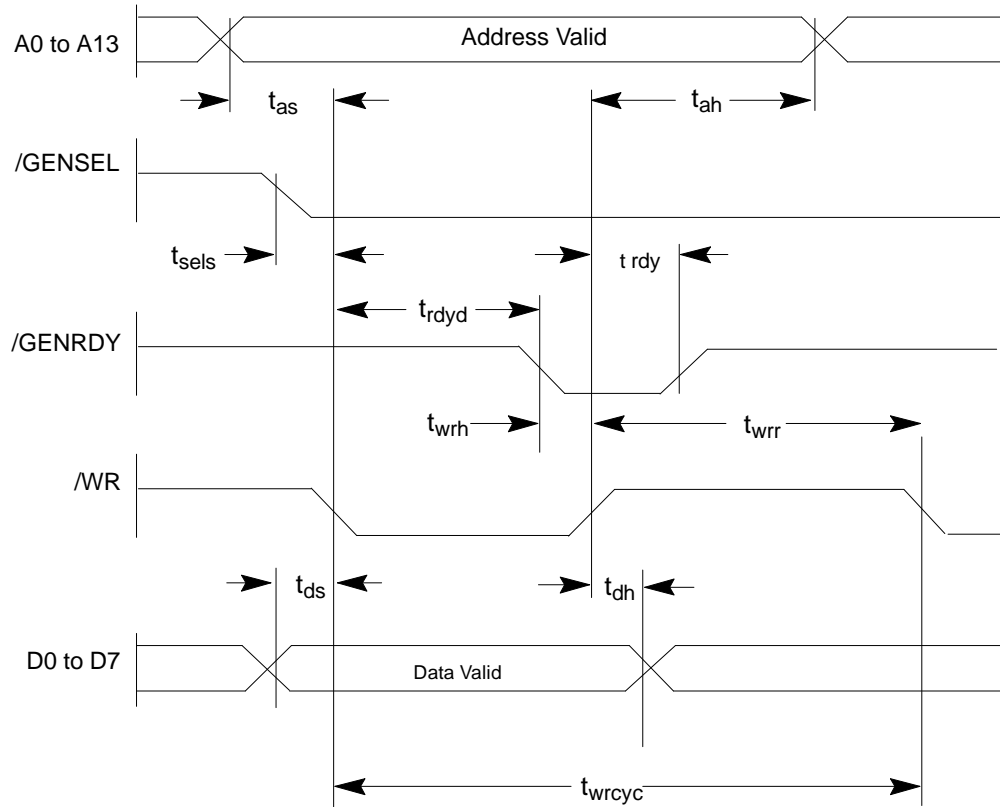 A0 to A13
Address Valid
tas
tah
/GENSEL
tsels
t rdy
trdyd
/GENRDY
twrh
twrr
/WR
tds
tdh
D0 to D7
Data Valid
twrcyc